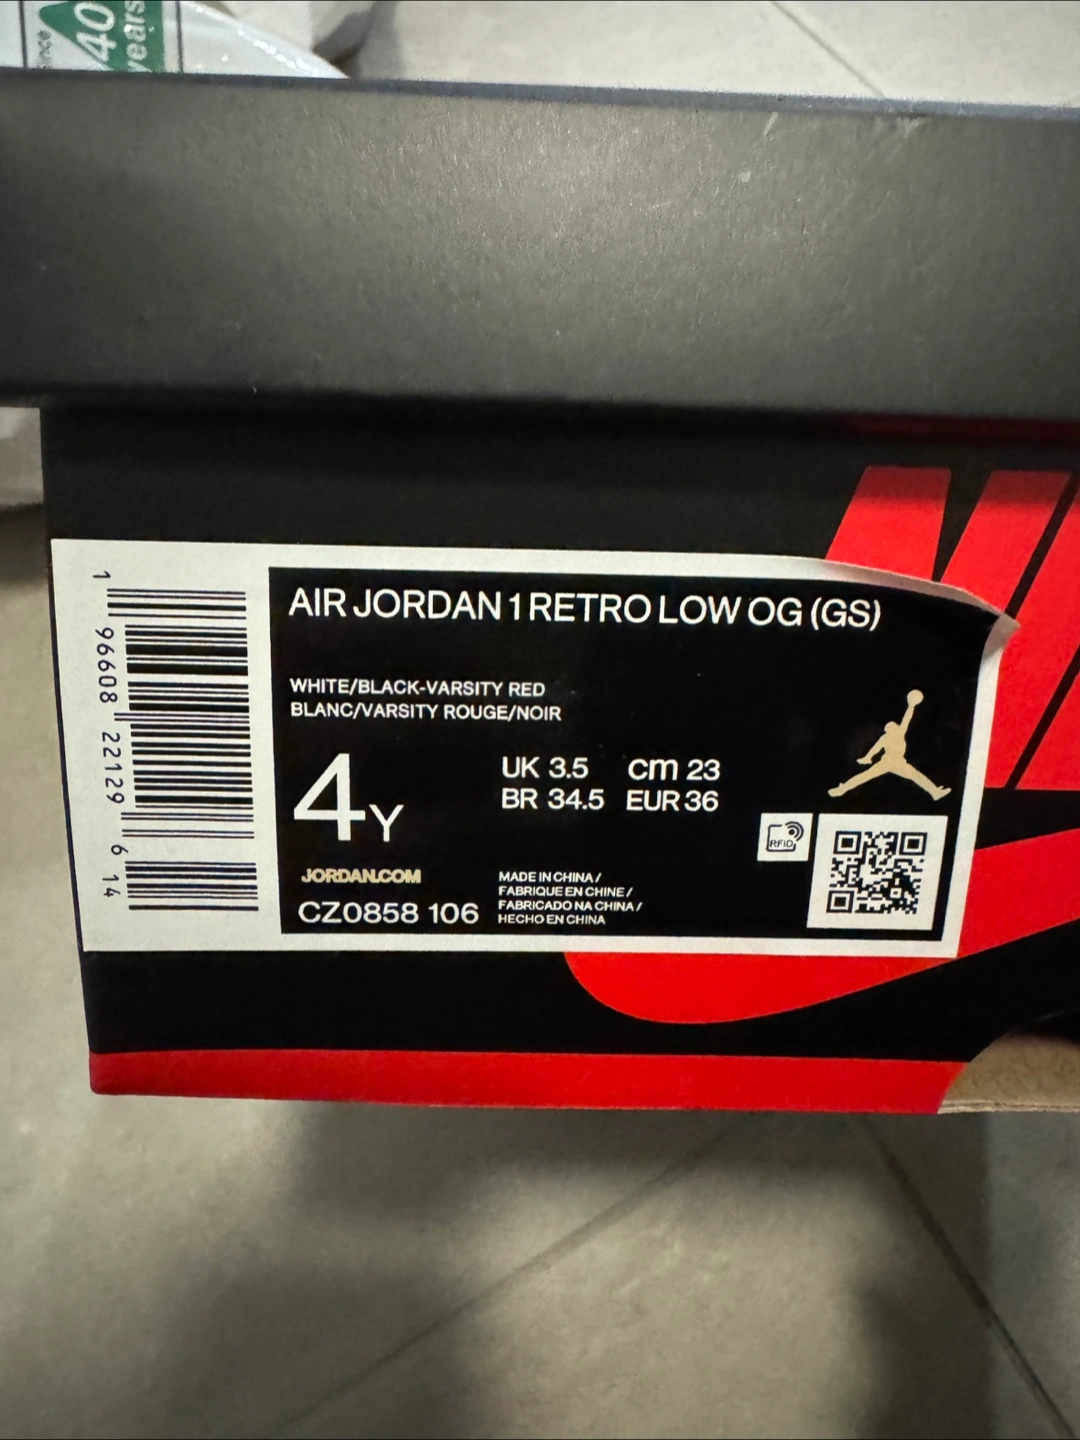 since
40
years
AIR JORDAN 1 RETRO LOW OG (GS)
WHITE/BLACK-VARSITY RED
BLANC/VARSITY ROUGE/NOIR
4Y
UK 3.5 cm 23
BR 34.5 EUR 36
JORDAN.COM
CZ0858 106
MADE IN CHINA /
FABRIQUE EN CHINE /
FABRICADO NA CHINA /
HECHO EN CHINA
RFID
1 96608 22129 6 14